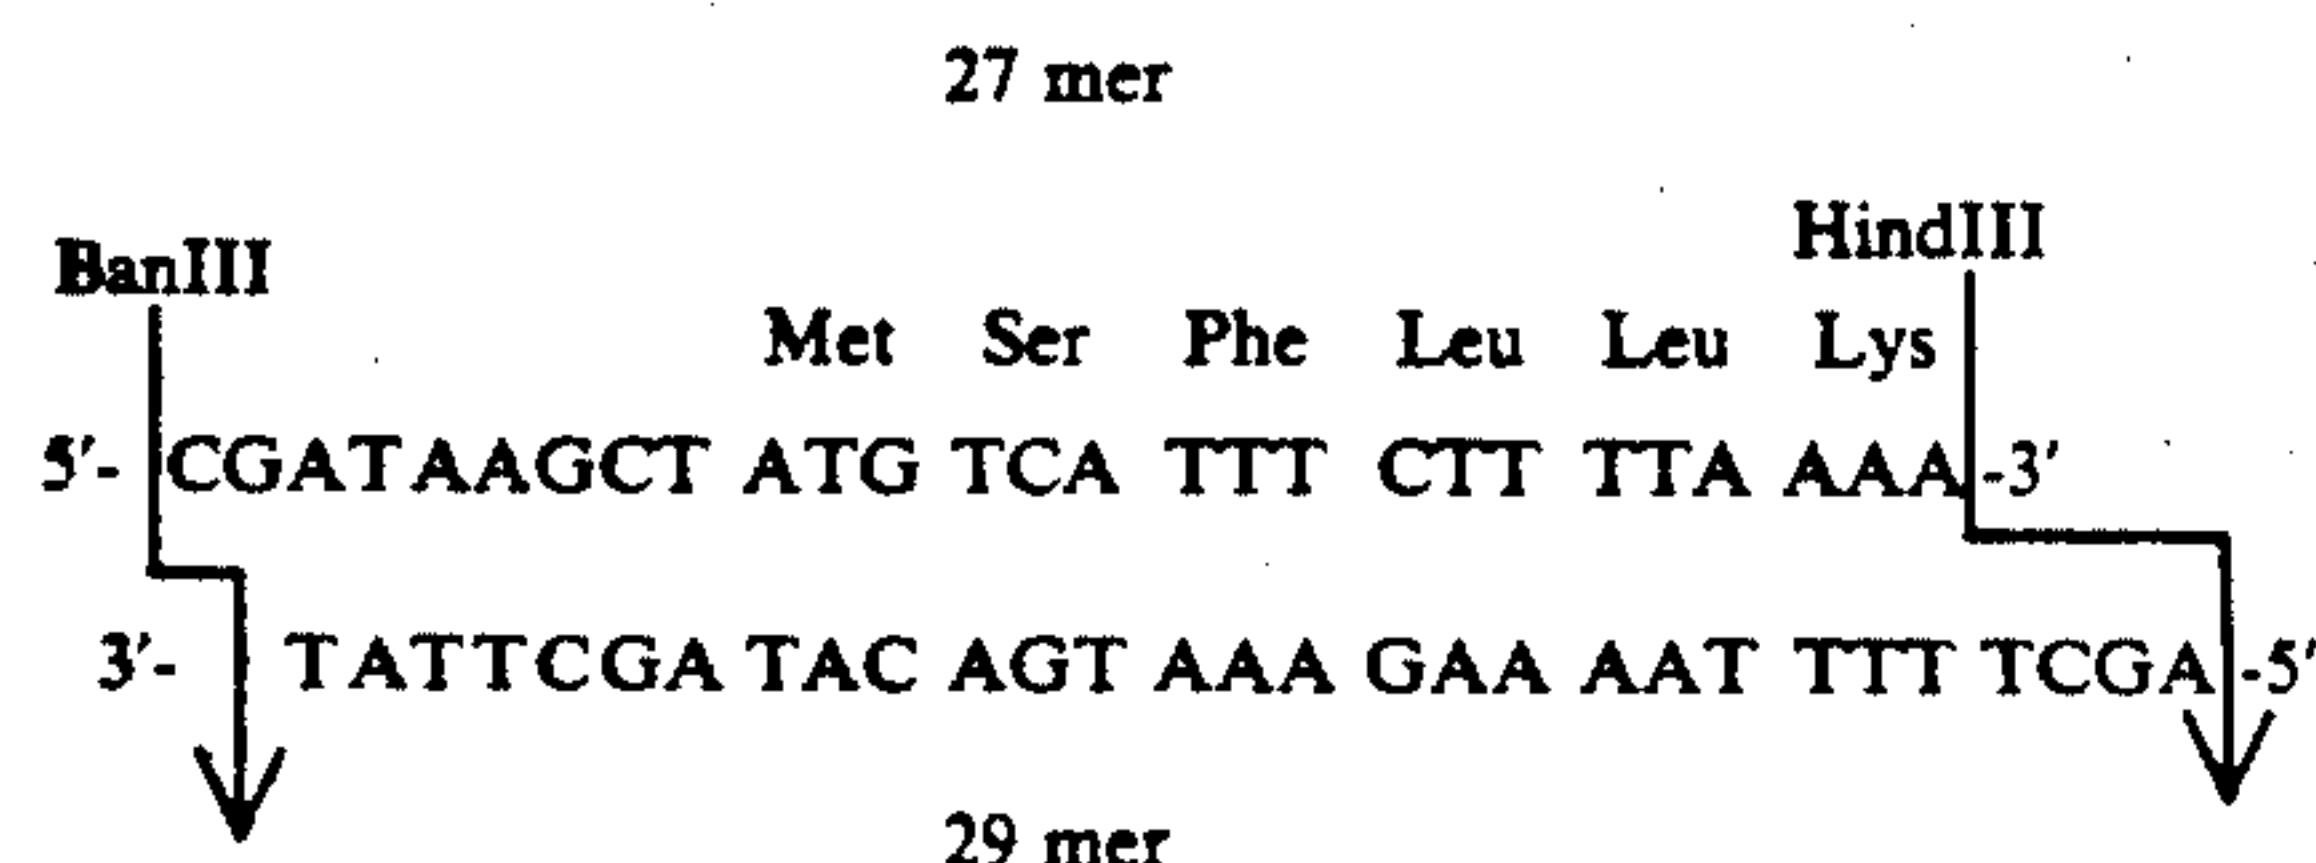 27 mer
HindIII
BanIII
Met Ser Phe Leu Leu Lys
5'- CGATAAGCT ATG TCA TTT CTT TTA AAA -3'
3'- TATTCGA TAC AGT AAA GAA AAT TTT TCGA -5'
29 mer